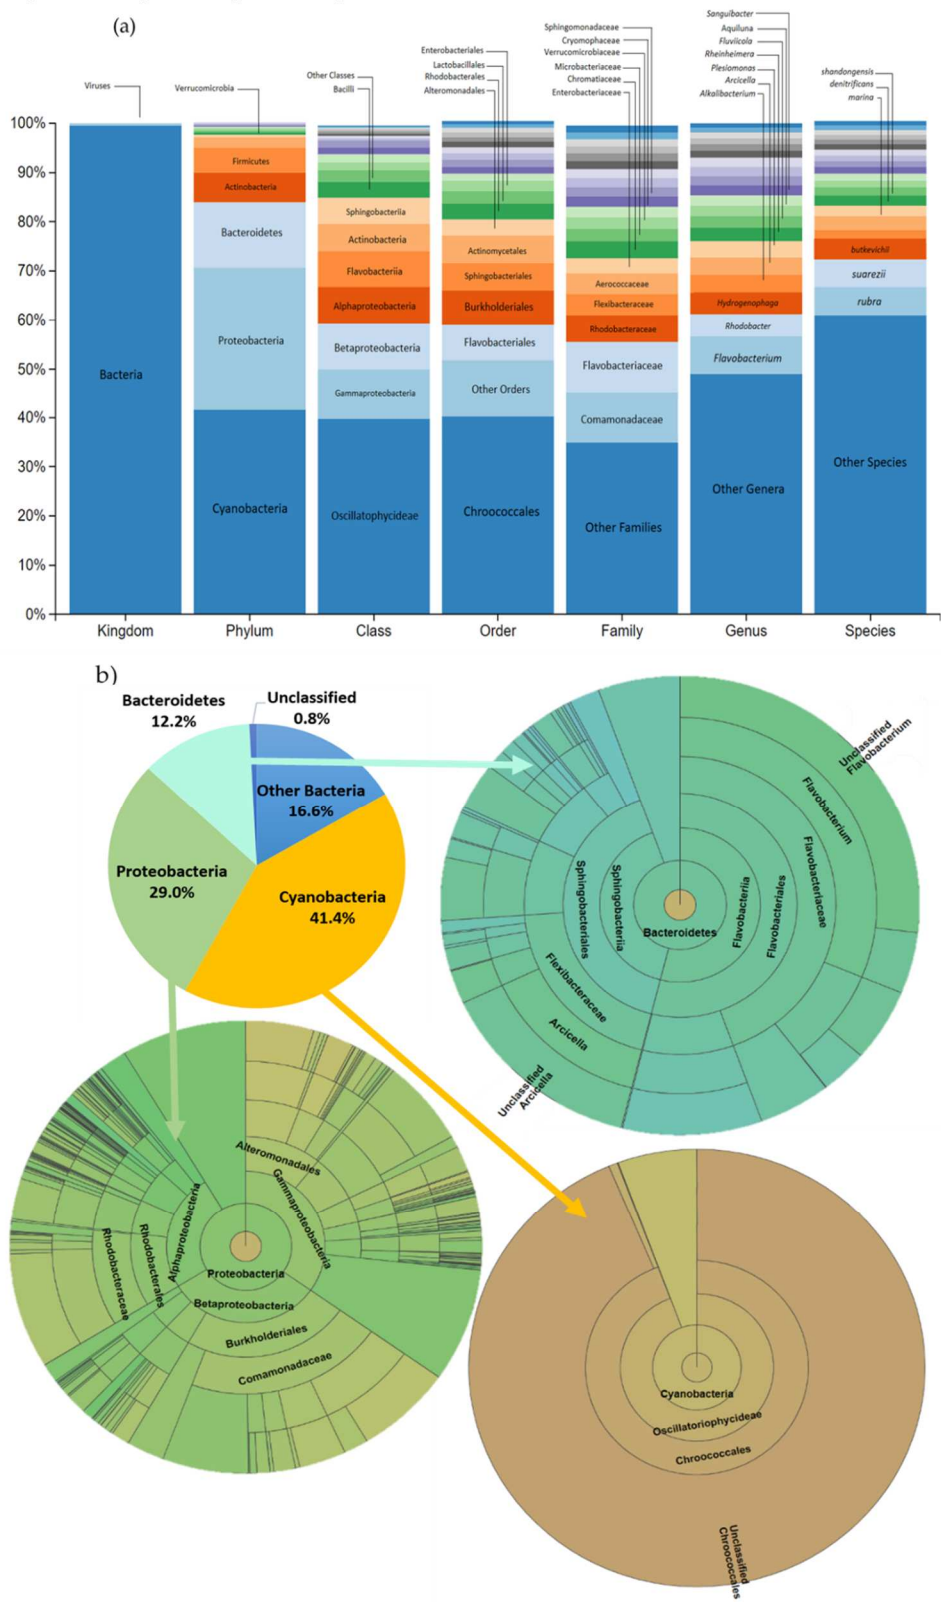 (a)
Viruses
Verrucomicrobia
Other Classes
Bacilli
Enterobacteriales
Lactobacillales
Rhodobacterales
Alteromonadales
Sphingomonadaceae
Cryomophaceae
Verrucomicrobiaceae
Microbacteriaceae
Chromatiaceae
Enterobacteriaceae
Sanguibacter
Aquiluna
Fluviicola
Rheinheimera
Plesiomonas
Arcicella
Alkalibacterium
shandongensis
denitrificans
marina
100%
90%
80%
70%
60%
50%
40%
30%
20%
10%
0%
Bacteria
Firmicutes
Actinobacteria
Bacteroidetes
Proteobacteria
Cyanobacteria
Sphingobacteriia
Actinobacteria
Flavobacteriia
Alphaproteobacteria
Betaproteobacteria
Gammaproteobacteria
Oscillatophycideae
Actinomycetales
Sphingobacteriales
Burkholderiales
Flavobacteriales
Other Orders
Chroococcales
Aerococcaceae
Flexibacteraceae
Rhodobacteraceae
Flavobacteriaceae
Comamonadaceae
Other Families
Hydrogenophaga
Rhodobacter
Flavobacterium
Other Genera
butkevichii
suarezii
rubra
Other Species
Kingdom
Phylum
Class
Order
Family
Genus
Species
b)
Bacteroidetes
12.2%
Unclassified
0.8%
Other Bacteria
16.6%
Proteobacteria
29.0%
Cyanobacteria
41.4%
Bacteroidetes
Flavobacteriia
Flavobacteriales
Flavobacteriaceae
Flavobacterium
Unclassified
Flavobacterium
Sphingobacteriia
Sphingobacteriales
Flexibacteraceae
Arcicella
Unclassified
Arcicella
Proteobacteria
Gammaproteobacteria
Alteromonadales
Alphaproteobacteria
Rhodobacterales
Rhodobacteraceae
Betaproteobacteria
Burkholderiales
Comamonadaceae
Cyanobacteria
Oscillatoriophycideae
Chroococcales
Unclassified
Chroococcales